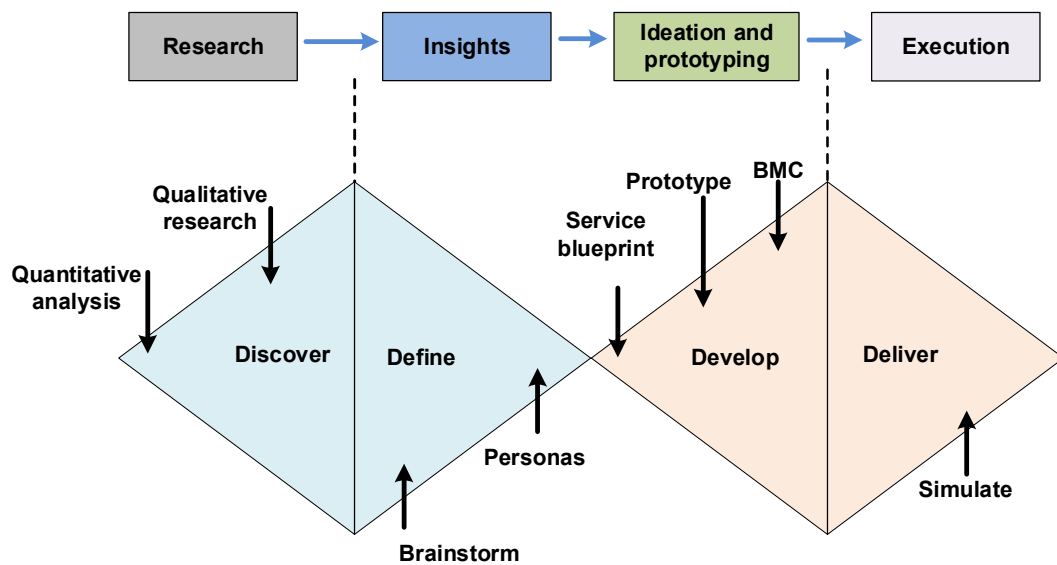 Research
Insights
Ideation and
prototyping
Execution
Qualitative
research
Prototype
BMC
Service
blueprint
Quantitative
analysis
Discover
Define
Develop
Deliver
Personas
Simulate
Brainstorm